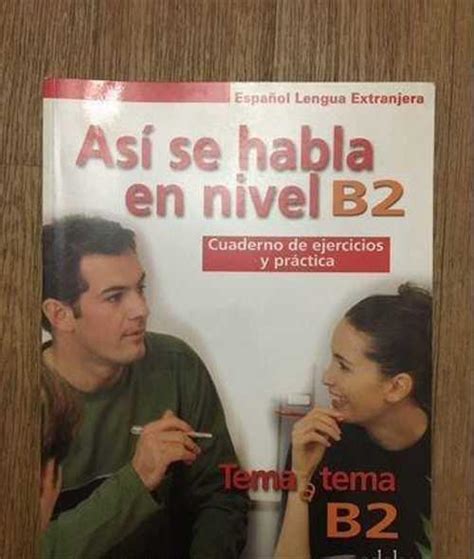 Español Lengua Extranjera
Así se habla
en nivel B2
Cuaderno de ejercicios
y práctica
Tema a tema
B2